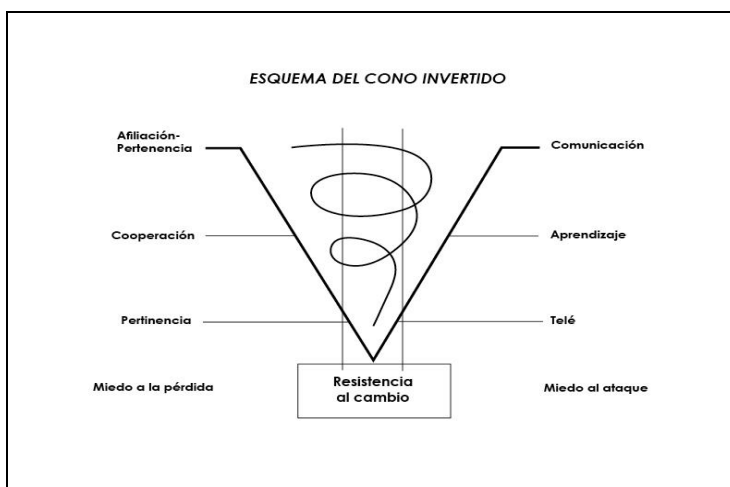 ESQUEMA DEL CONO INVERTIDO
Afiliación-
Pertenencia
Comunicación
Cooperación
Aprendizaje
Pertinencia
Telé
Miedo a la pérdida
Resistencia
al cambio
Miedo al ataque